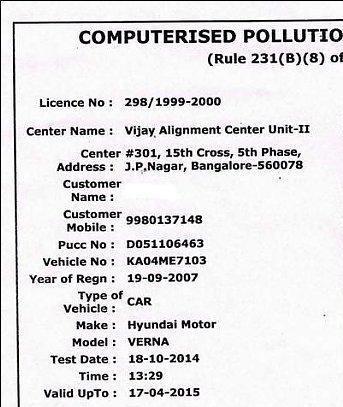 COMPUTERISED POLLUTIO
(Rule 231(B)(8) of
Licence No : 298/1999-2000
Center Name : Vijay Alignment Center Unit-II
Center #301, 15th Cross, 5th Phase,
Address : J.P.Nagar, Bangalore-560078
Customer
Name :
Customer
Mobile : 9980137148
Pucc No : D051106463
Vehicle No : KA04ME7103
Year of Regn : 19-09-2007
Type of
Vehicle : CAR
Make : Hyundai Motor
Model : VERNA
Test Date : 18-10-2014
Time : 13:29
Valid UpTo : 17-04-2015